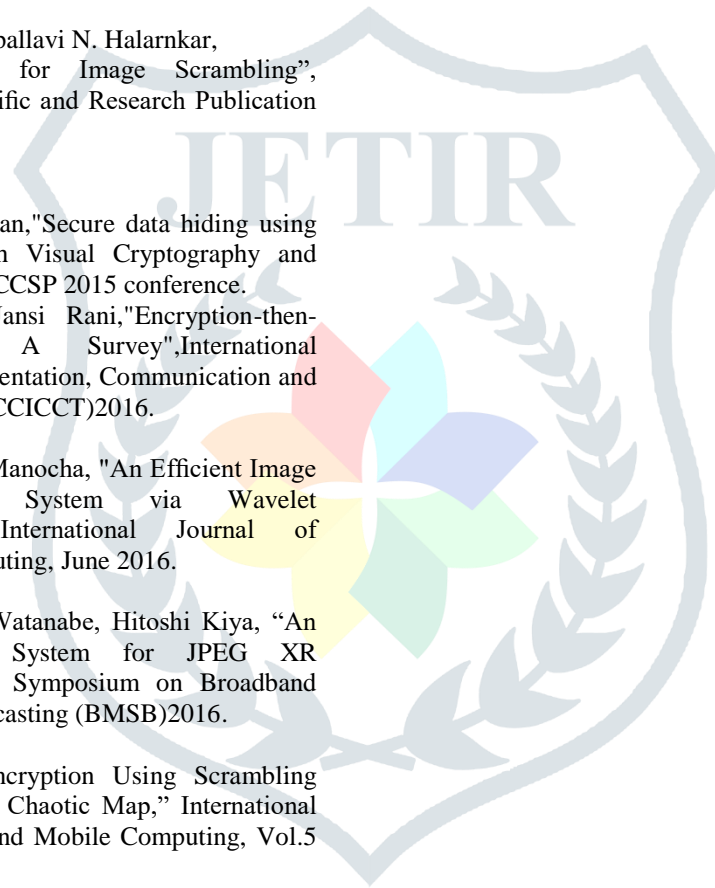 pallavi N. Halarnkar,
for Image Scrambling”,
ific and Research Publication
JETIR
an,"Secure data hiding using
n Visual Cryptography and
CCSP 2015 conference.
Jansi Rani,"Encryption-then-
A Survey",International
entation, Communication and
CCICCT)2016.
Manocha, "An Efficient Image
System via Wavelet
International Journal of
uting, June 2016.
Watanabe, Hitoshi Kiya, “An
System for JPEG XR
Symposium on Broadband
casting (BMSB)2016.
ncryption Using Scrambling
Chaotic Map,” International
nd Mobile Computing, Vol.5